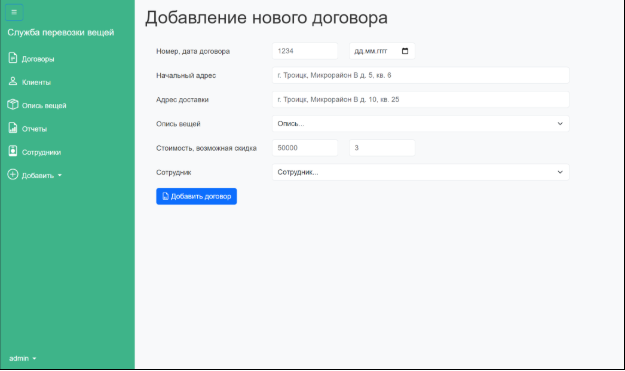 Служба перевозки вещей
Договоры
Клиенты
Опись вещей
Отчеты
Сотрудники
Добавить
admin
Добавление нового договора
Номер, дата договора 1234 дд.мм.гггг
Начальный адрес г. Троицк, Микрорайон В д. 5. кв. 6
Адрес доставки г. Троицк, Микрорайон В д. 10, кв. 25
Опись вещей Опись...
Стоимость, возможная скидка 50000 3
Сотрудник Сотрудник...
Добавить договор